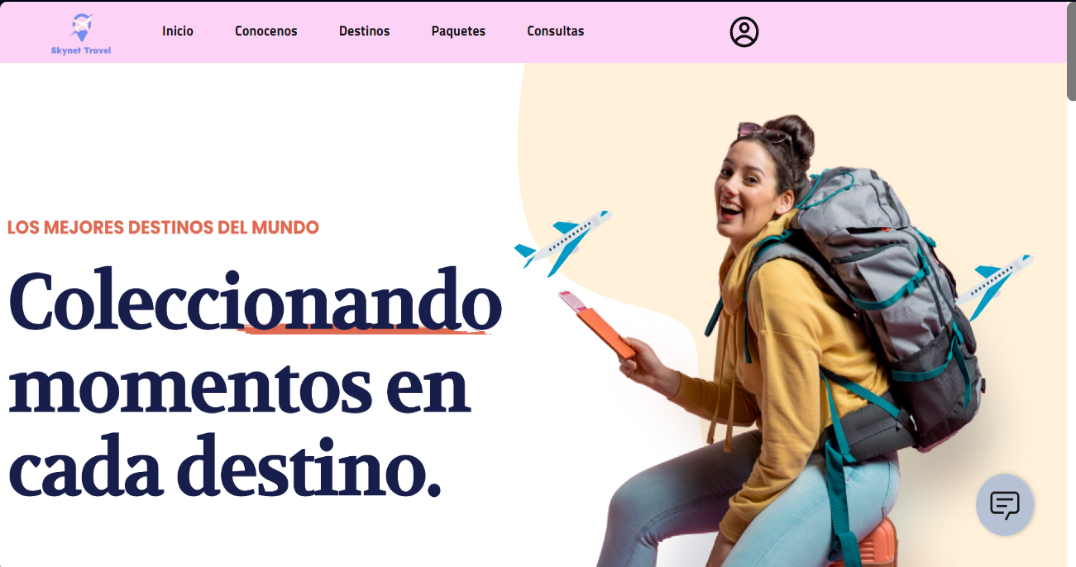 Skynet Travel
Inicio
Conocenos
Destinos
Paquetes
Consultas
LOS MEJORES DESTINOS DEL MUNDO
Coleccionando
momentos en
cada destino.